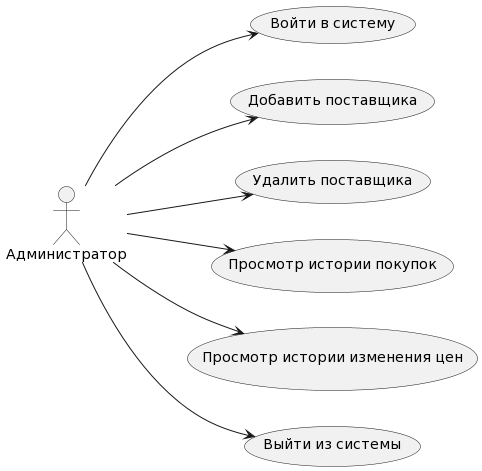 Войти в систему
Добавить поставщика
Удалить поставщика
Администратор
Просмотр истории покупок
Просмотр истории изменения цен
Выйти из системы